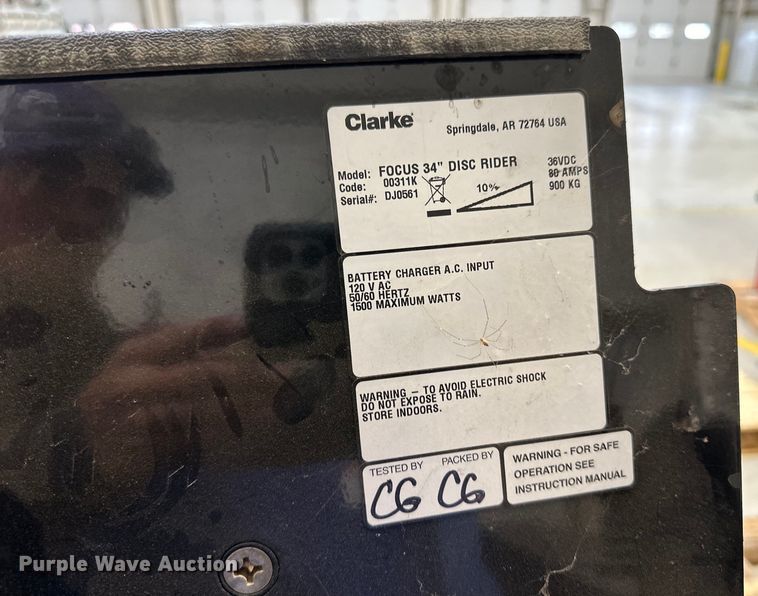 Clarke
Springdale, AR 72764 USA
Model: FOCUS 34" DISC RIDER 36VDC
Code: 00311K 80 AMPS
Serial#: DJ0561 10% 900 KG
BATTERY CHARGER A.C. INPUT
120 V AC
50/60 HERTZ
1500 MAXIMUM WATTS
WARNING – TO AVOID ELECTRIC SHOCK
DO NOT EXPOSE TO RAIN.
STORE INDOORS.
TESTED BY PACKED BY
CG CG
WARNING - FOR SAFE
OPERATION SEE
INSTRUCTION MANUAL
Purple Wave Auction